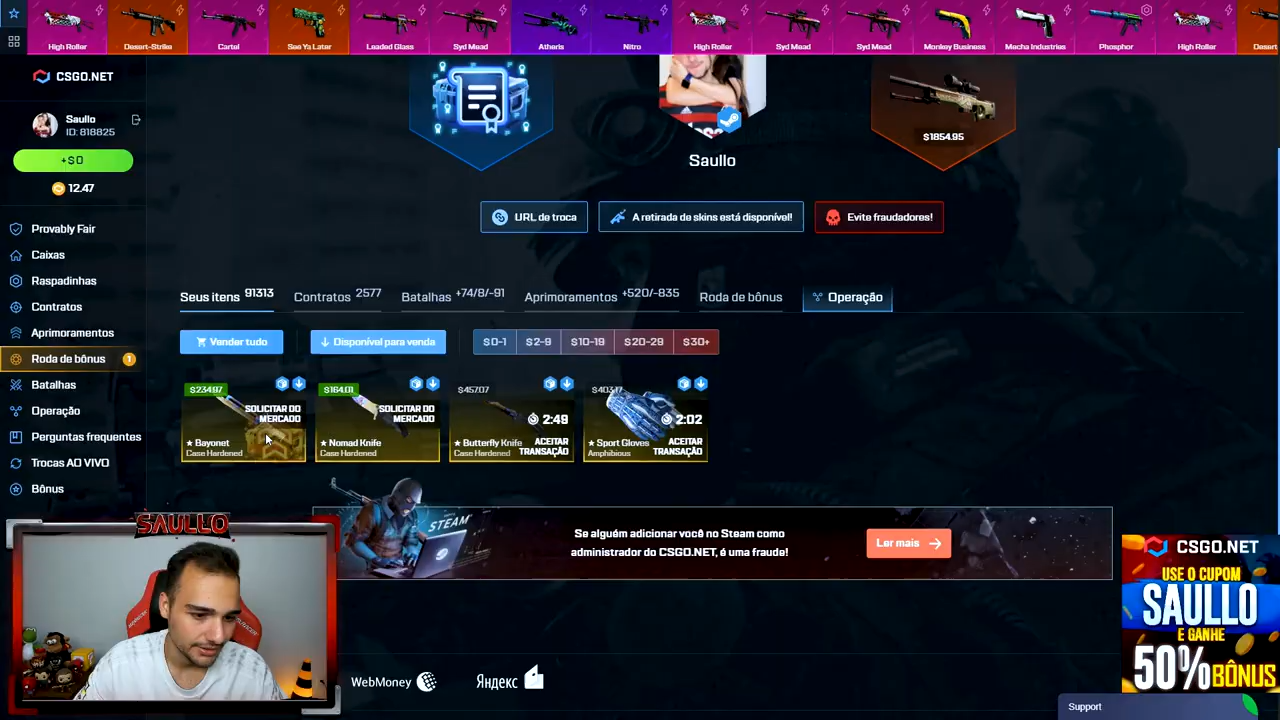 High Roller
Desert-Strike
Cartel
See Ya Later
Leaded Glass
Syd Mead
Atheris
Nitro
High Roller
Syd Mead
Syd Mead
Monkey Business
Mecha Industries
Phosphor
High Roller
Desert
CSGO.NET
Saullo
ID: 818825
+$0
12.47
Provably Fair
Caixas
Raspadinhas
Contratos
Aprimoramentos
Roda de bônus 1
Batalhas
Operação
Perguntas frequentes
Trocas AO VIVO
Bônus
$1854.95
Saullo
URL de troca
A retirada de skins está disponível!
Evite fraudadores!
Seus itens 91313
Contratos 2577
Batalhas +74/8/-91
Aprimoramentos +520/-835
Roda de bônus
Operação
Vender tudo
Disponível para venda
$0-1
$2-9
$10-19
$20-29
$30+
$234.97
SOLICITAR DO
MERCADO
★ Bayonet
Case Hardened
$164.01
SOLICITAR DO
MERCADO
★ Nomad Knife
Case Hardened
$457.07
2:49
★ Butterfly Knife
Case Hardened
ACEITAR
TRANSAÇÃO
$403.17
2:02
★ Sport Gloves
Amphibious
ACEITAR
TRANSAÇÃO
STEAM
Se alguém adicionar você no Steam como
administrador do CSGO.NET, é uma fraude!
Ler mais
SAULLO
WebMoney
Яндекс
CSGO.NET
USE O CUPOM
SAULLO
E GANHE
50% BÔNUS
Support